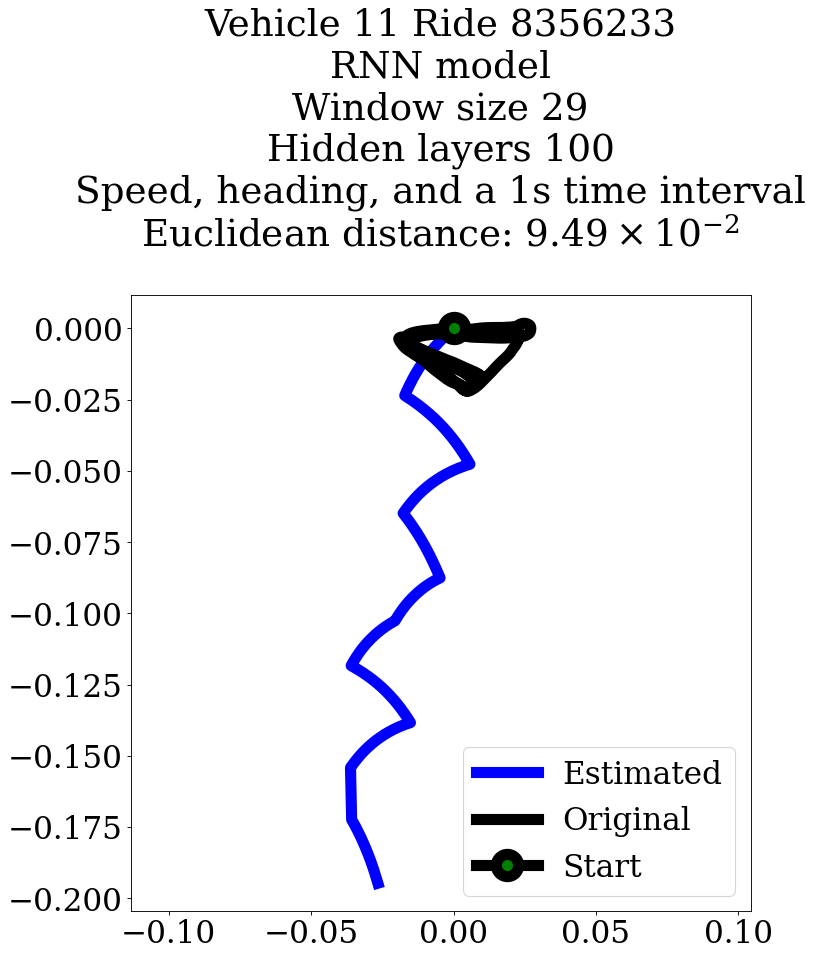 Vehicle 11 Ride 8356233
RNN model
Window size 29
Hidden layers 100
Speed, heading, and a 1s time interval
Euclidean distance: 9.49 × 10⁻²
0.000
−0.025
−0.050
−0.075
−0.100
−0.125
−0.150
−0.175
−0.200
Estimated
Original
Start
−0.10 −0.05 0.00 0.05 0.10